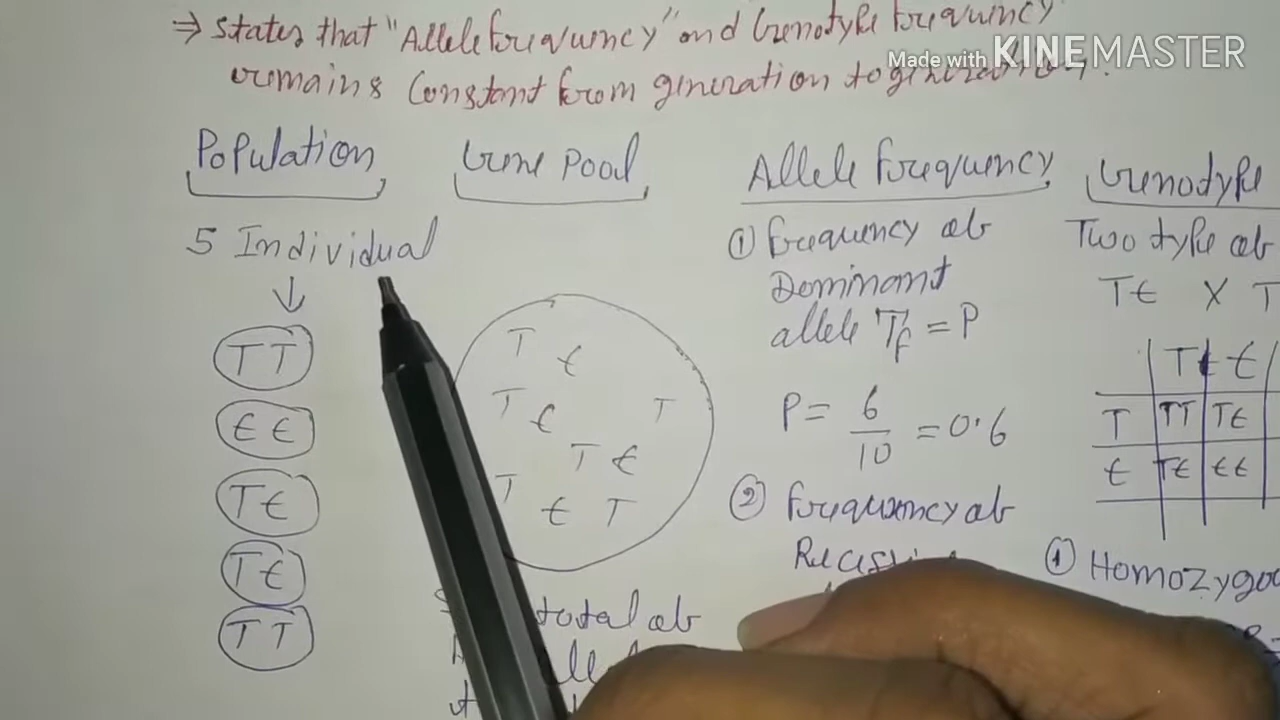 ⇒ States that "Allele frequency" and Genotype frequency
remains constant from generation to generation.
Made with KINEMASTER
Population
5 Individual
↓
TT
tt
Tt
Tt
TT
Gene Pool
T t
T t T
T t
T t T
total of
Allele frequency
① frequency of
Dominant
allele Tf = P
P = 6/10 = 0.6
② frequency of
Genotype
Two type of
Tt X T
T t
T TT Tt
t Tt tt
① Homozygo